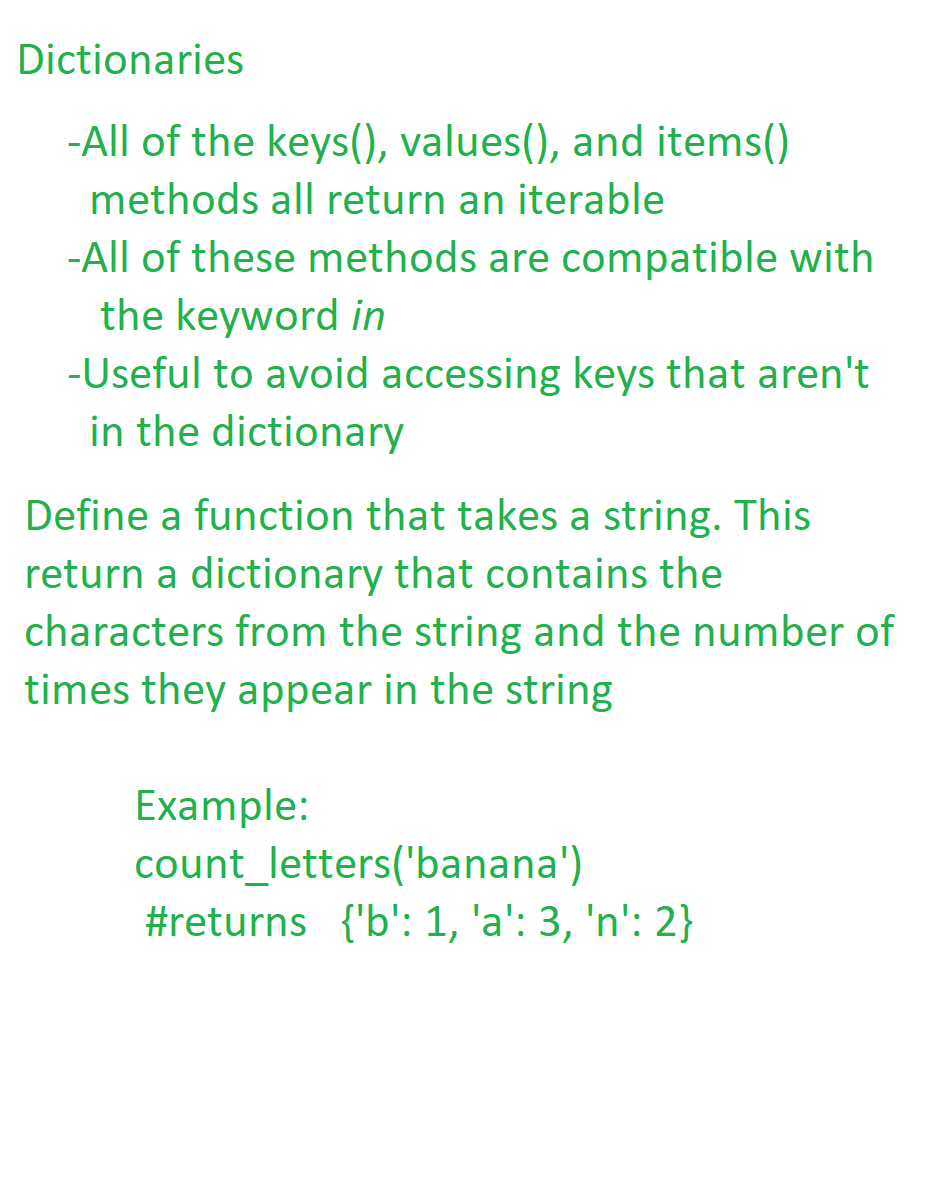 Dictionaries
-All of the keys(), values(), and items()
methods all return an iterable
-All of these methods are compatible with
the keyword in
-Useful to avoid accessing keys that aren't
in the dictionary
Define a function that takes a string. This
return a dictionary that contains the
characters from the string and the number of
times they appear in the string
Example:
count_letters('banana')
#returns {'b': 1, 'a': 3, 'n': 2}